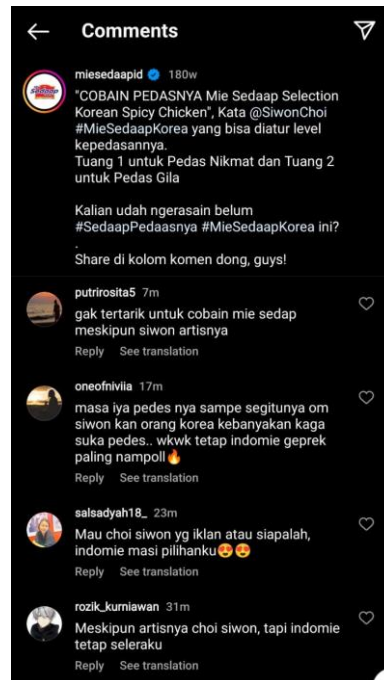 Comments
miesedaapid 180w
"COBAIN PEDASNYA Mie Sedaap Selection
Korean Spicy Chicken", Kata @SiwonChoi
#MieSedaapKorea yang bisa diatur level
kepedasannya.
Tuang 1 untuk Pedas Nikmat dan Tuang 2
untuk Pedas Gila
Kalian udah ngerasain belum
#SedaapPedaasnya #MieSedaapKorea ini?
.
Share di kolom komen dong, guys!
putrirosita5 7m
gak tertarik untuk cobain mie sedap
meskipun siwon artisnya
Reply See translation
oneofniviia 17m
masa iya pedes nya sampe segitunya om
siwon kan orang korea kebanyakan kaga
suka pedes.. wkwk tetap indomie geprek
paling nampoll🔥
Reply See translation
salsadyah18_ 23m
Mau choi siwon yg iklan atau siapalah,
indomie masi pilihanku😍😍
Reply See translation
rozik_kurniawan 31m
Meskipun artisnya choi siwon, tapi indomie
tetap seleraku
Reply See translation